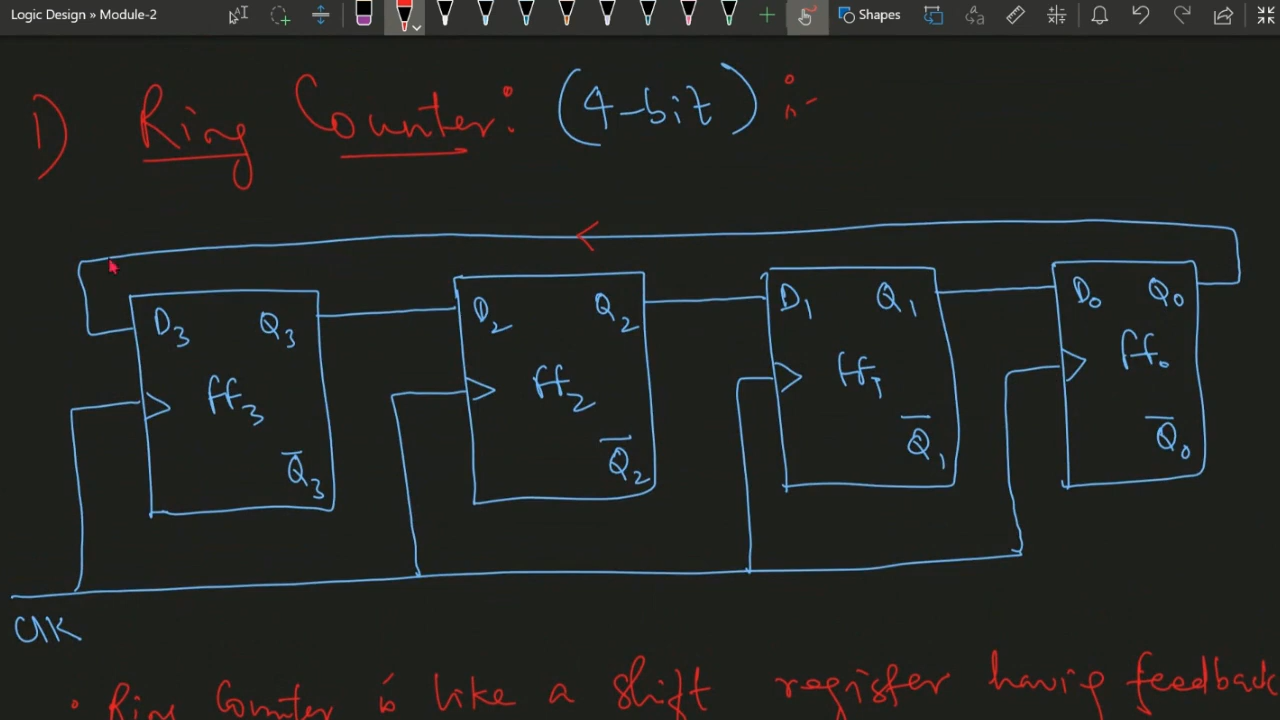 Logic Design » Module-2
Shapes
1) Ring Counter: (4-bit) :-
D3 Q3 D2 Q2 D1 Q1 D0 Q0
ff3 ff2 ff1 ff0
Q̅3 Q̅2 Q̅1 Q̅0
Clk
• Ring Counter is like a shift register having feedback